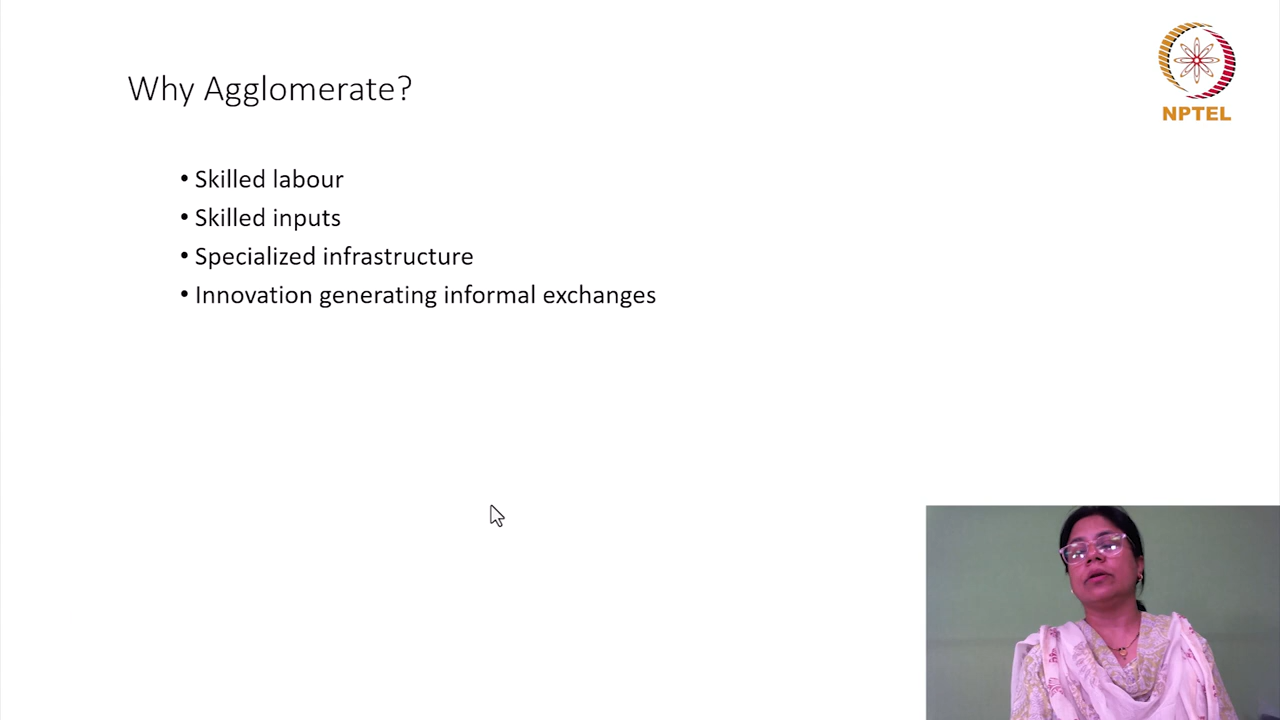 Why Agglomerate?
NPTEL
• Skilled labour
• Skilled inputs
• Specialized infrastructure
• Innovation generating informal exchanges